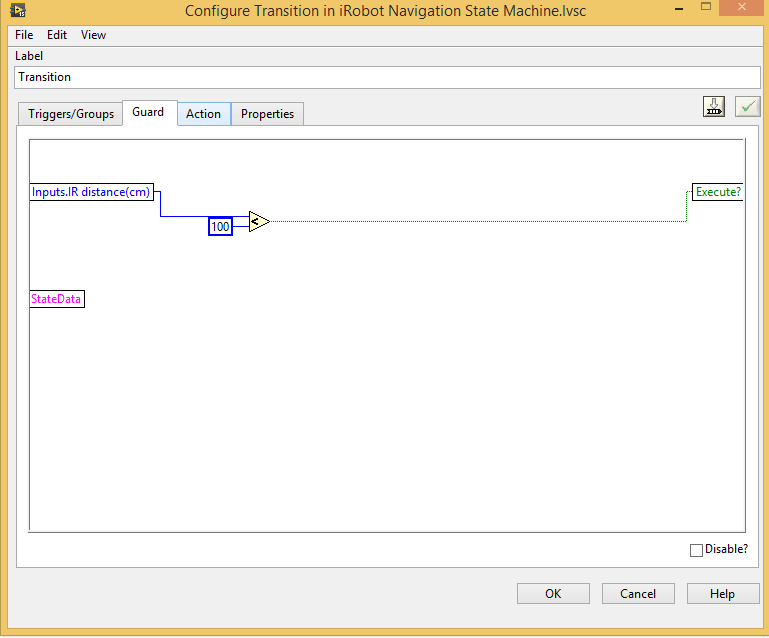 Configure Transition in iRobot Navigation State Machine.lvsc
File Edit View
Label
Transition
Triggers/Groups Guard Action Properties
Inputs.IR distance(cm)
Execute?
100
<
StateData
Disable?
OK Cancel Help